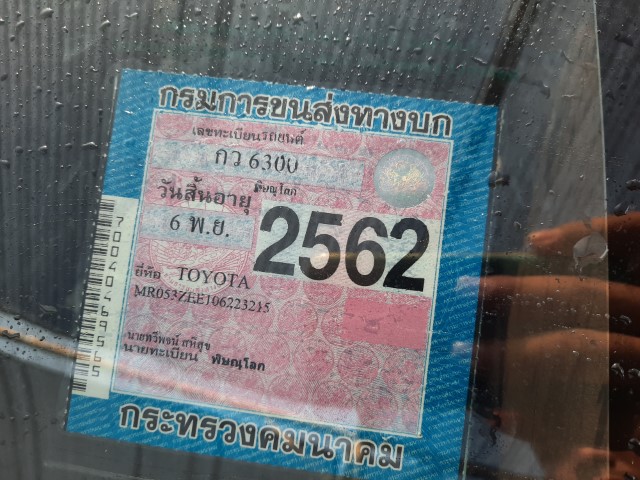 กรมการขนส่งทางบก
เลขทะเบียนรถยนต์
กว 6300
พิษณุโลก
วันสิ้นอายุ
6 พ.ย.
2562
ยี่ห้อ TOYOTA
MR053ZEE106223215
นายทะเบียน พิษณุโลก
กระทรวงคมนาคม